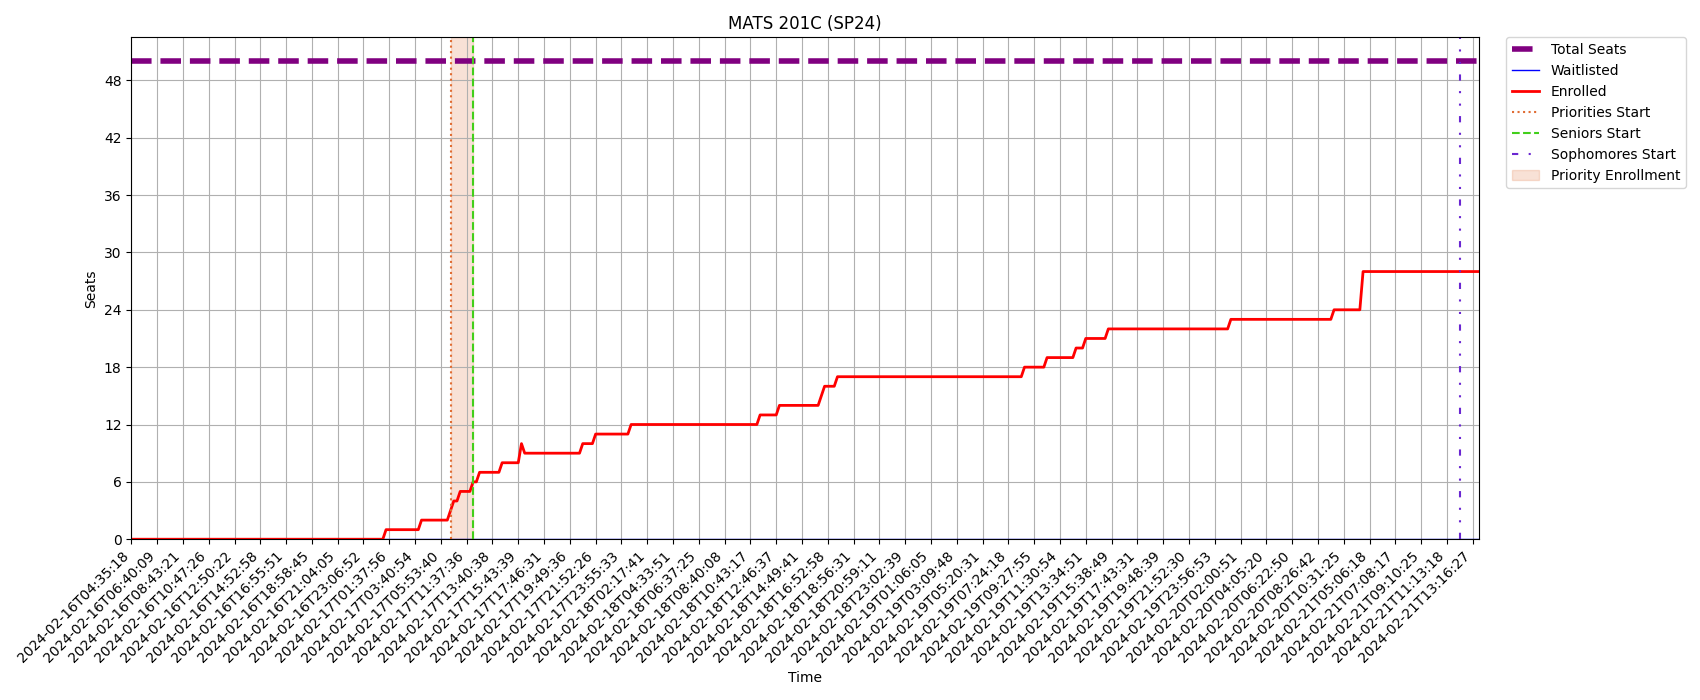 MATS 201C (SP24)
Total Seats
Waitlisted
Enrolled
Priorities Start
Seniors Start
Sophomores Start
Priority Enrollment
Seats
48
42
36
30
24
18
12
6
0
2024-02-16T04:35:18
2024-02-16T06:40:09
2024-02-16T08:43:21
2024-02-16T10:47:26
2024-02-16T12:50:22
2024-02-16T14:52:58
2024-02-16T16:55:51
2024-02-16T18:58:45
2024-02-16T21:04:05
2024-02-16T23:06:52
2024-02-17T01:37:56
2024-02-17T03:40:54
2024-02-17T05:53:40
2024-02-17T11:37:36
2024-02-17T13:40:38
2024-02-17T15:43:39
2024-02-17T17:46:31
2024-02-17T19:49:36
2024-02-17T21:52:26
2024-02-17T23:55:33
2024-02-18T02:17:41
2024-02-18T04:33:51
2024-02-18T06:37:25
2024-02-18T08:40:08
2024-02-18T10:43:17
2024-02-18T12:46:37
2024-02-18T14:49:41
2024-02-18T16:52:58
2024-02-18T18:56:31
2024-02-18T20:59:11
2024-02-18T23:02:39
2024-02-19T01:06:05
2024-02-19T03:09:48
2024-02-19T05:20:31
2024-02-19T07:24:18
2024-02-19T09:27:55
2024-02-19T11:30:54
2024-02-19T13:34:51
2024-02-19T15:38:49
2024-02-19T17:43:31
2024-02-19T19:48:39
2024-02-19T21:52:30
2024-02-19T23:56:53
2024-02-20T02:00:51
2024-02-20T04:05:20
2024-02-20T06:22:50
2024-02-20T08:26:42
2024-02-20T10:31:25
2024-02-21T05:06:18
2024-02-21T07:08:17
2024-02-21T09:10:25
2024-02-21T11:13:18
2024-02-21T13:16:27
Time